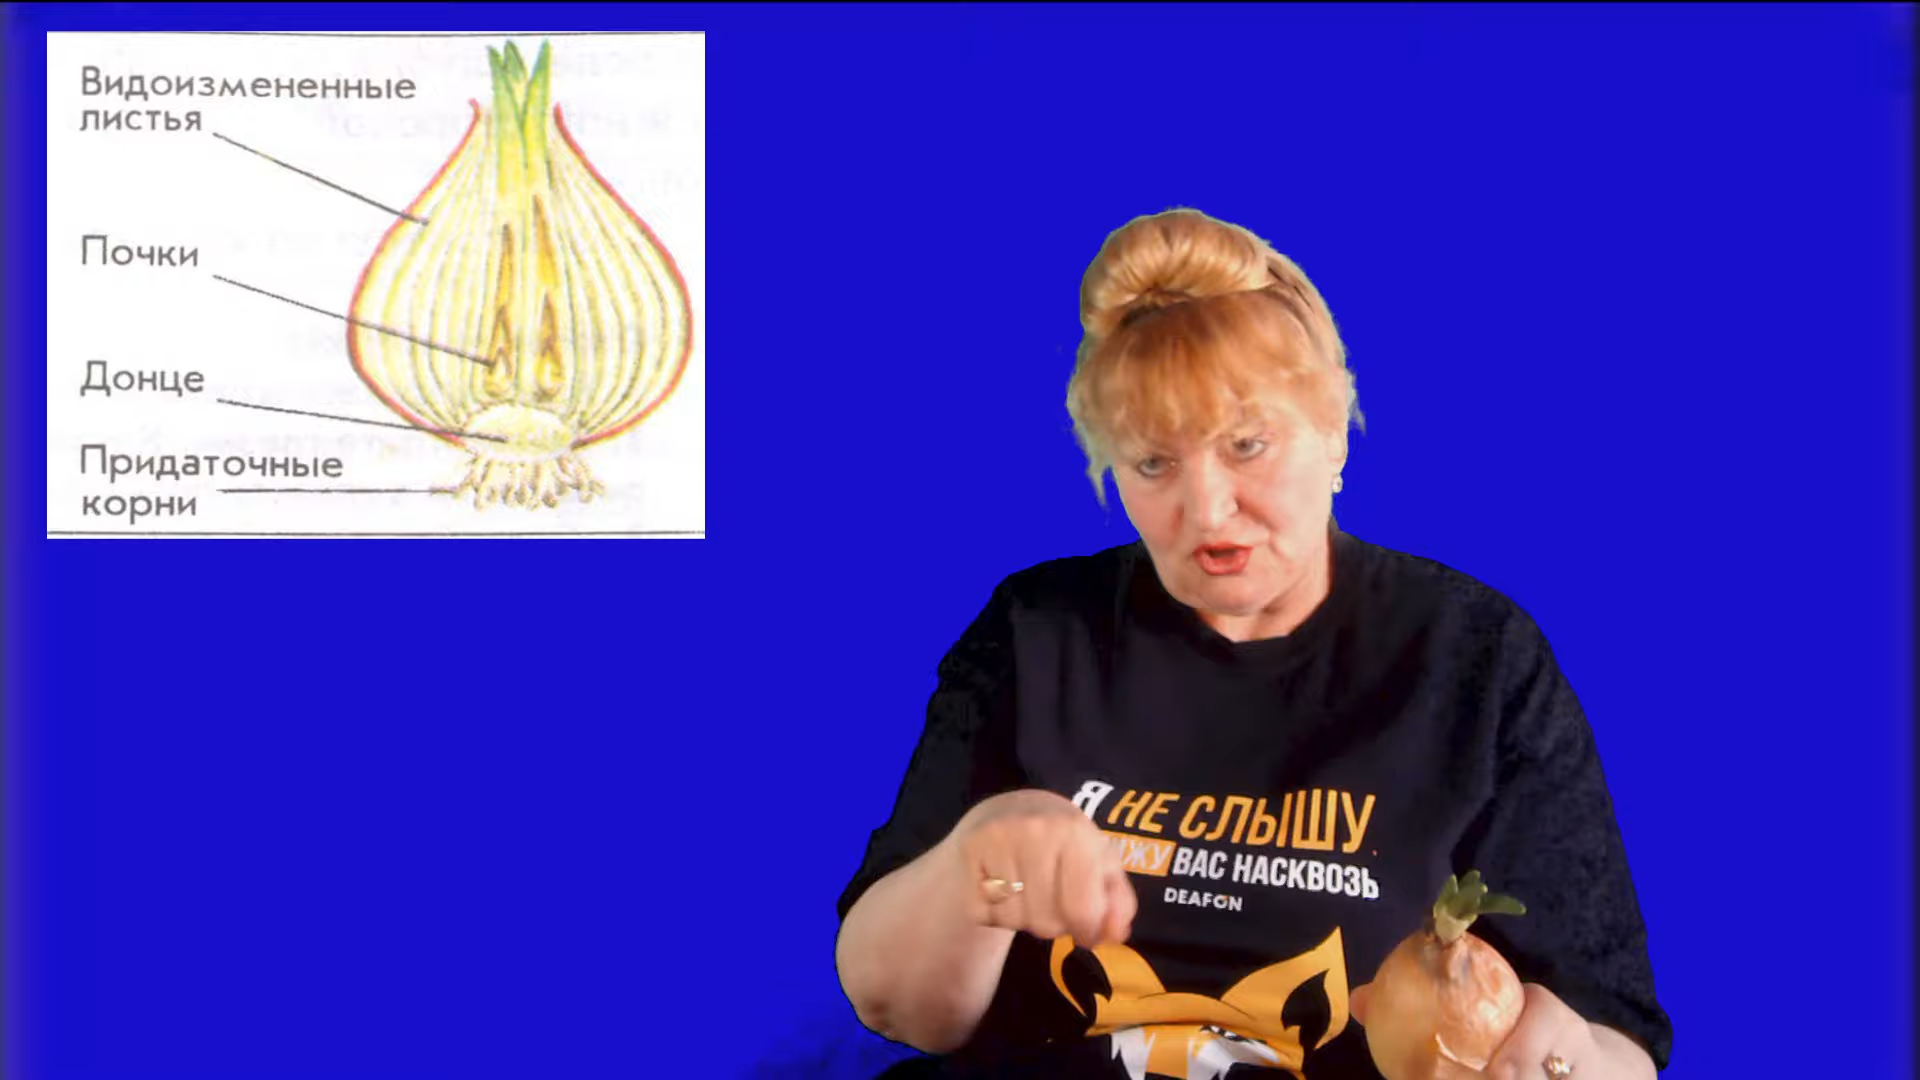 Видоизмененные
листья
Почки
Донце
Придаточные
корни
Я НЕ СЛЫШУ
ВАС НАСКВОЗЬ
DEAFON